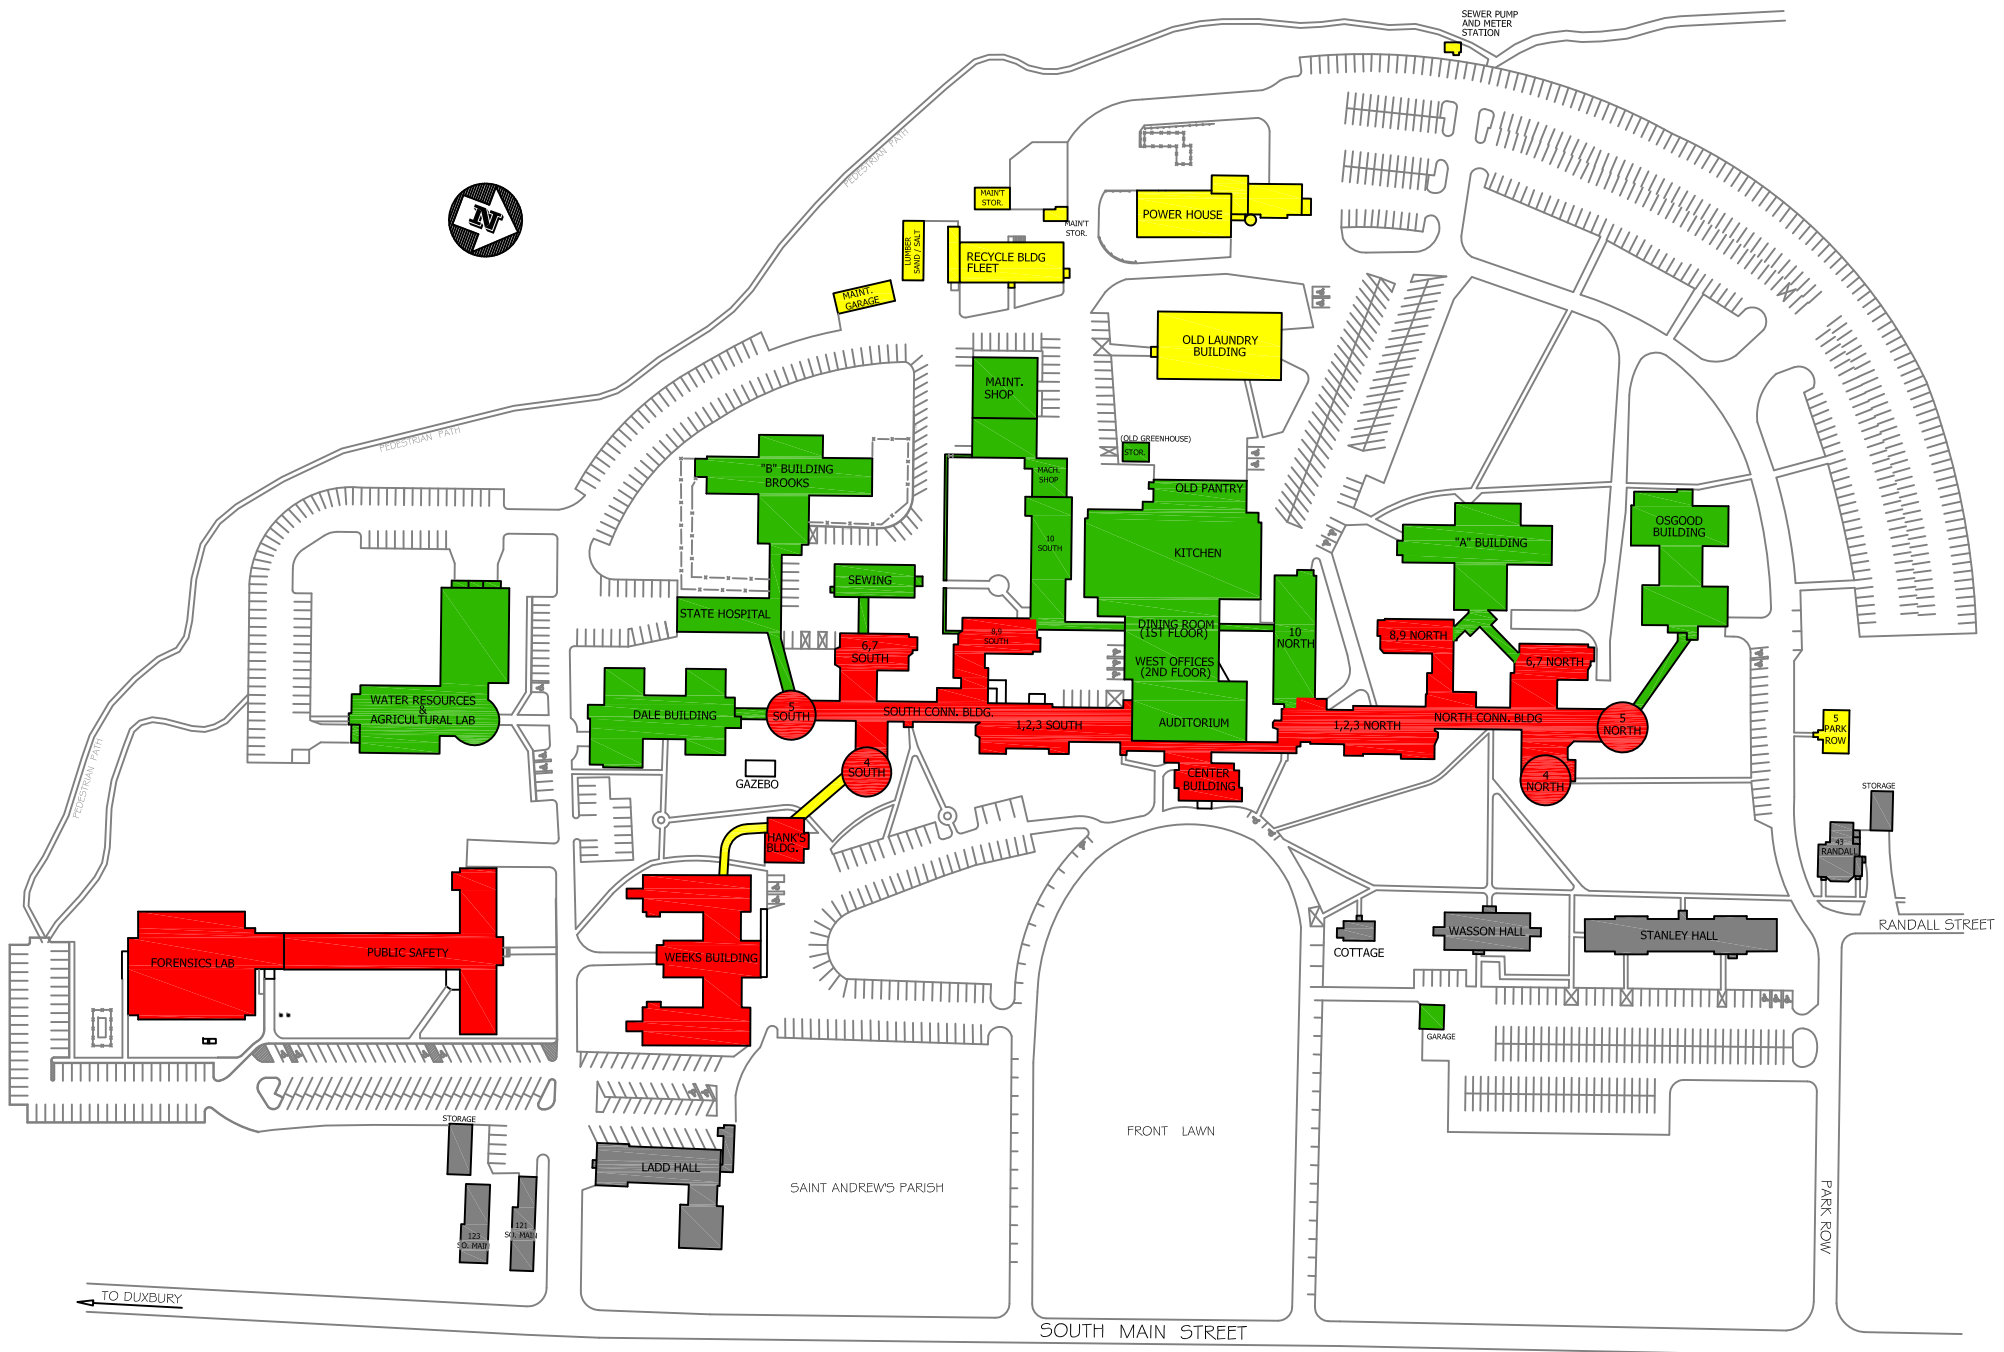 SEWER PUMP
AND METER
STATION
PEDESTRIAN PATH
N
MAIN'T
STOR.
MAIN'T
STOR.
POWER HOUSE
LUMBER
SAND / SALT
RECYCLE BLDG
FLEET
MAINT.
GARAGE
OLD LAUNDRY
BUILDING
MAINT.
SHOP
PEDESTRIAN PATH
(OLD GREENHOUSE)
STOR.
"B" BUILDING
BROOKS
MACH.
SHOP
OLD PANTRY
10
SOUTH
KITCHEN
"A" BUILDING
OSGOOD
BUILDING
SEWING
STATE HOSPITAL
DINING ROOM
(1ST FLOOR)
WEST OFFICES
(2ND FLOOR)
10
NORTH
8,9
SOUTH
6,7
SOUTH
8,9 NORTH
6,7 NORTH
WATER RESOURCES
&
AGRICULTURAL LAB
DALE BUILDING
5
SOUTH
SOUTH CONN. BLDG.
1,2,3 SOUTH
AUDITORIUM
1,2,3 NORTH
NORTH CONN. BLDG
5
NORTH
5
PARK
ROW
PEDESTRIAN PATH
GAZEBO
4
SOUTH
CENTER
BUILDING
4
NORTH
STORAGE
HANK'S
BLDG.
43
RANDALL
FORENSICS LAB
PUBLIC SAFETY
WEEKS BUILDING
COTTAGE
WASSON HALL
STANLEY HALL
RANDALL STREET
GARAGE
STORAGE
LADD HALL
FRONT LAWN
SAINT ANDREW'S PARISH
PARK ROW
123
SO. MAIN
121
SO. MAIN
TO DUXBURY
SOUTH MAIN STREET